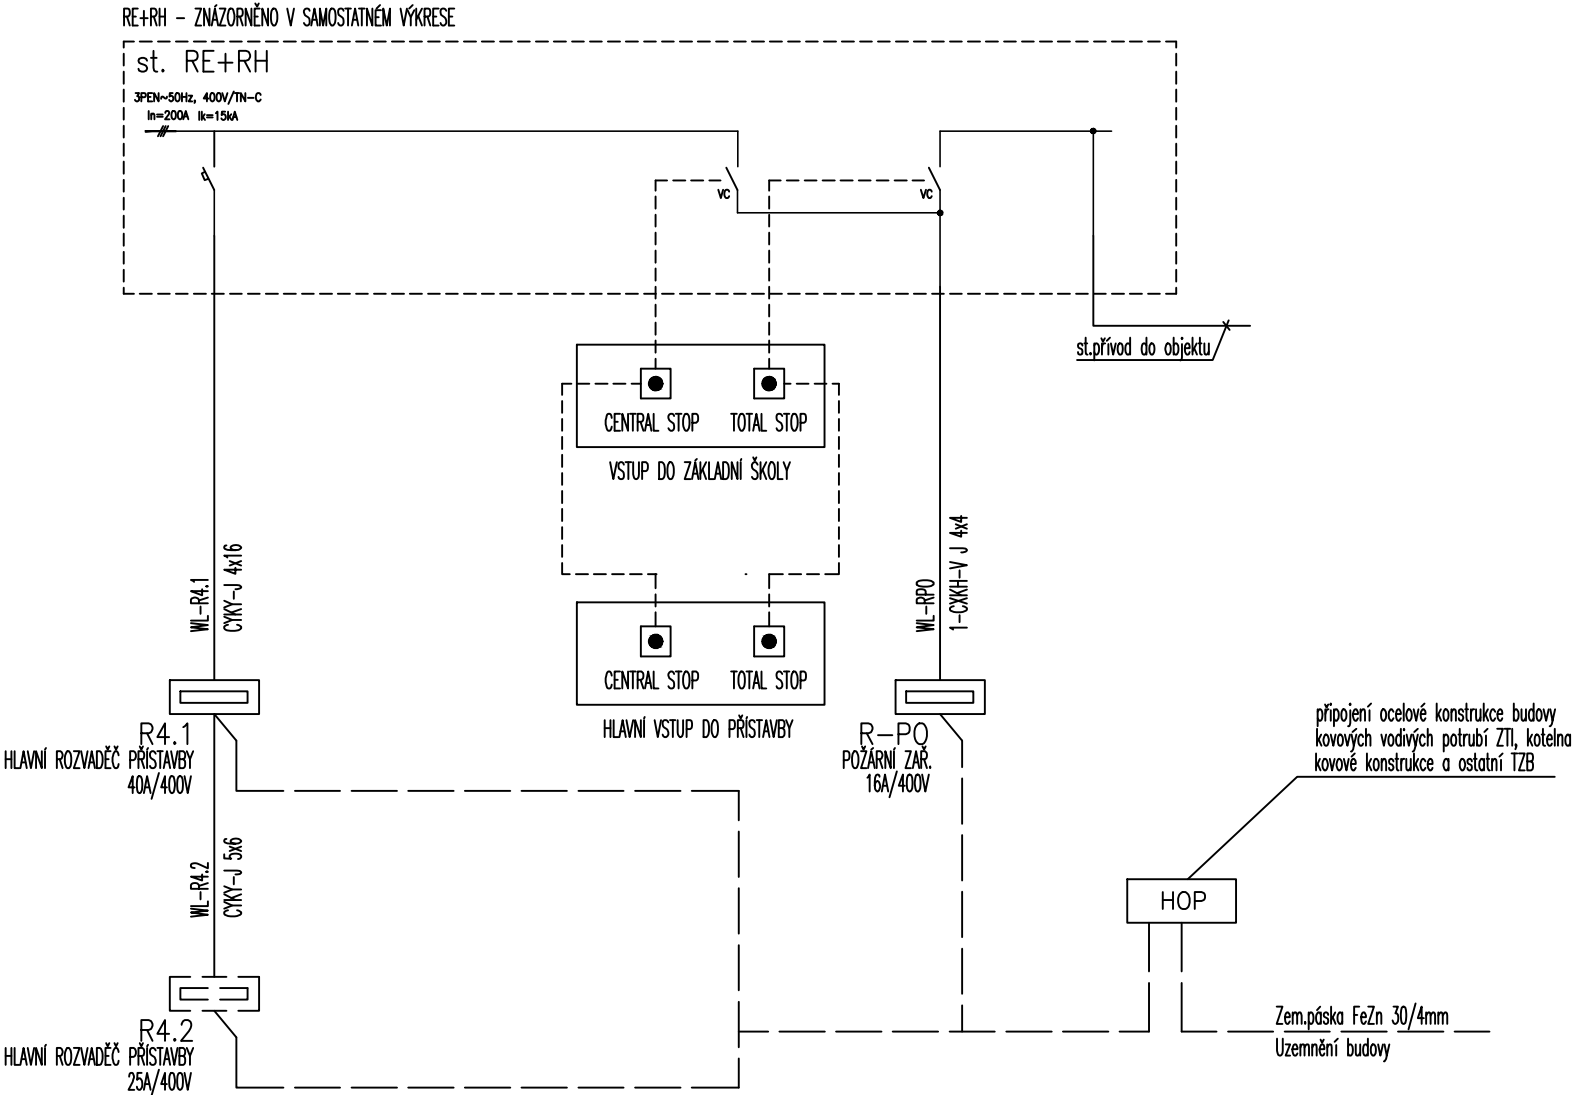 RE+RH - ZNÁZORNĚNO V SAMOSTATNÉM VÝKRESE
st. RE+RH
3PEN~50Hz, 400V/TN-C
In=200A Ik=15kA
VC
VC
st.přívod do objektu
CENTRAL STOP
TOTAL STOP
VSTUP DO ZÁKLADNÍ ŠKOLY
WL-R4.1
CYKY-J 4x16
WL-RPO
1-CXKH-V J 4x4
CENTRAL STOP
TOTAL STOP
HLAVNÍ VSTUP DO PŘÍSTAVBY
R4.1
HLAVNÍ ROZVADĚČ PŘÍSTAVBY
40A/400V
R-PO
POŽÁRNÍ ZAŘ.
16A/400V
připojení ocelové konstrukce budovy
kovových vodivých potrubí ZTI, kotelna
kovové konstrukce a ostatní TZB
WL-R4.2
CYKY-J 5x6
HOP
R4.2
HLAVNÍ ROZVADĚČ PŘÍSTAVBY
25A/400V
Zem.páska FeZn 30/4mm
Uzemnění budovy